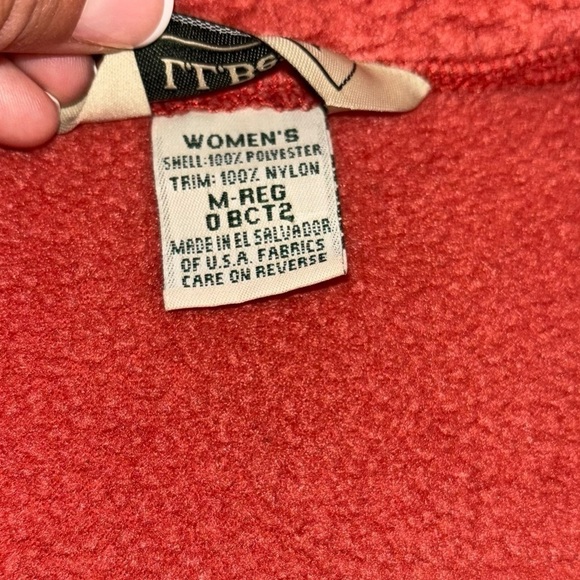 L.L.Be
WOMEN'S
SHELL:100% POLYESTER
TRIM: 100% NYLON
M-REG
0 BCT2
MADE IN EL SALVADOR
OF U.S.A. FABRICS
CARE ON REVERSE